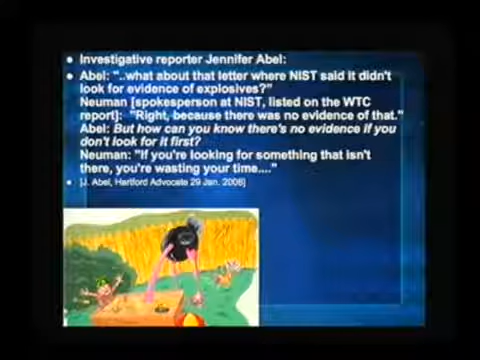 Investigative reporter Jennifer Abel:
Abel: "..what about that letter where NIST said it didn't
look for evidence of explosives?"
Neuman [spokesperson at NIST, listed on the WTC
report]: "Right, because there was no evidence of that."
Abel: But how can you know there's no evidence if you
don't look for it first?
Neuman: "If you're looking for something that isn't
there, you're wasting your time...."
[J. Abel, Hartford Advocate 29 Jan. 2008]